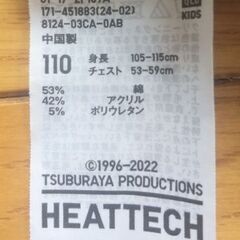 171-451883(24-02)
8124-03CA-0AB
QLO
KIDS
中国製
110 身長 105-115cm
チェスト 53-59cm
53% 綿
42% アクリル
5% ポリウレタン
©1996-2022
TSUBURAYA PRODUCTIONS
HEATTECH